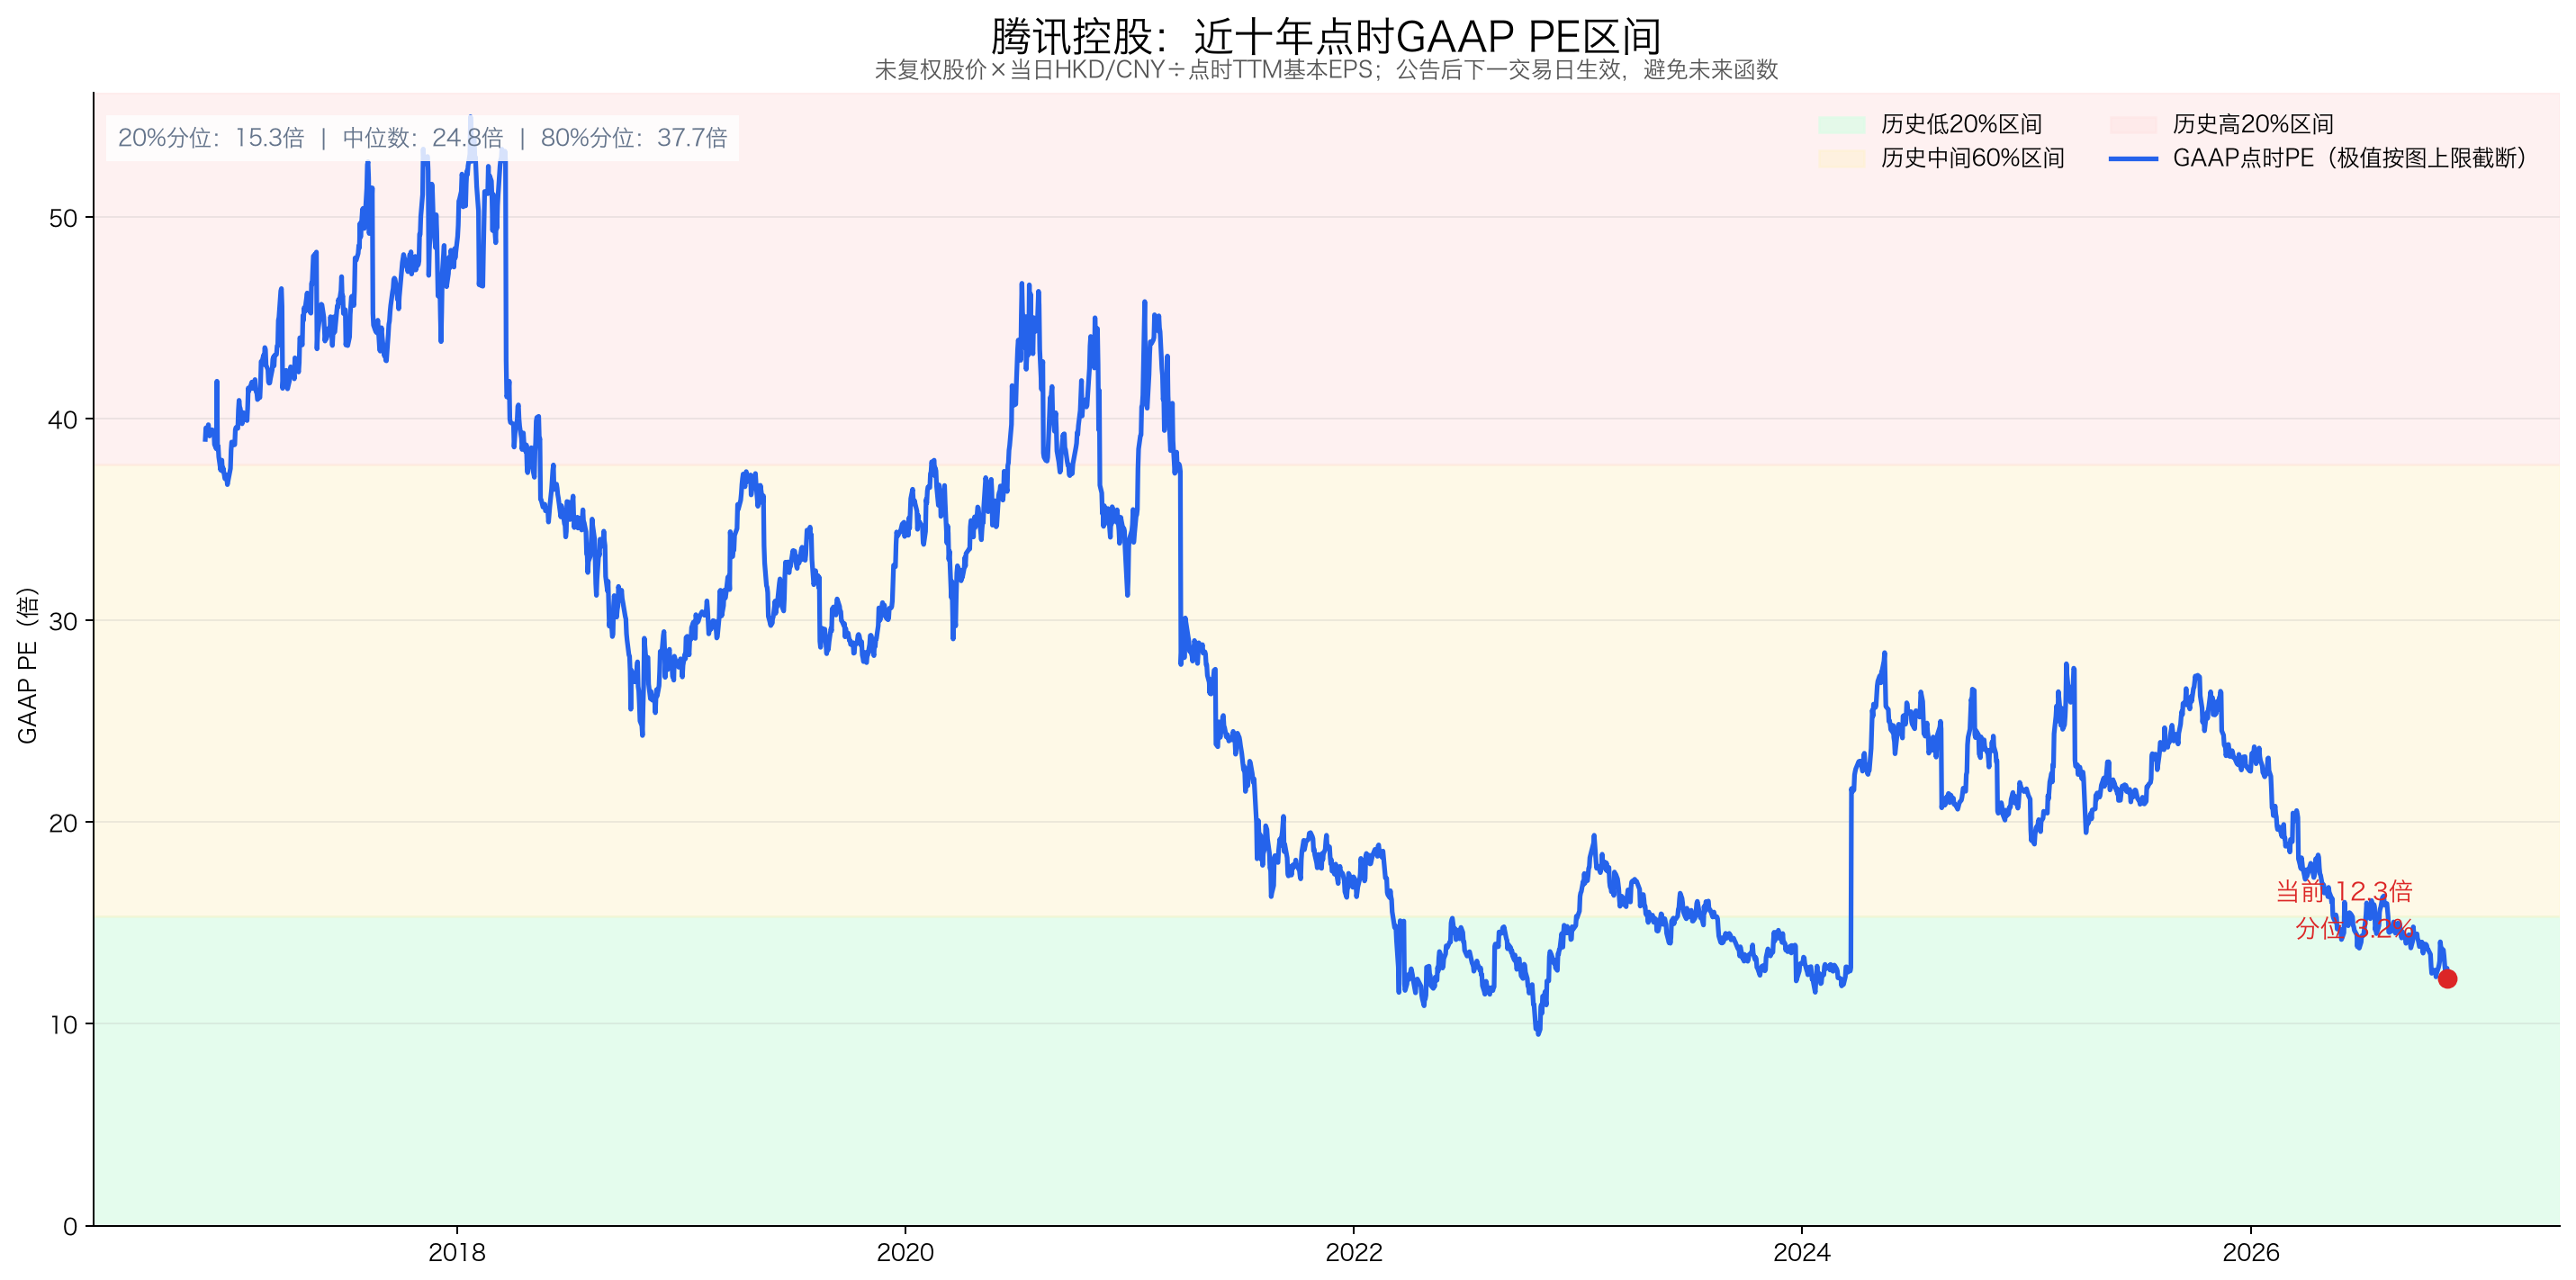 腾讯控股：近十年点时GAAP PE区间
未复权股价×当日HKD/CNY÷点时TTM基本EPS；公告后下一交易日生效，避免未来函数
20%分位：15.3倍 | 中位数：24.8倍 | 80%分位：37.7倍
历史低20%区间
历史高20%区间
历史中间60%区间
GAAP点时PE（极值按图上限截断）
GAAP PE（倍）
50
40
30
20
10
0
当前 12.3倍
分位 3.2%
2018
2020
2022
2024
2026